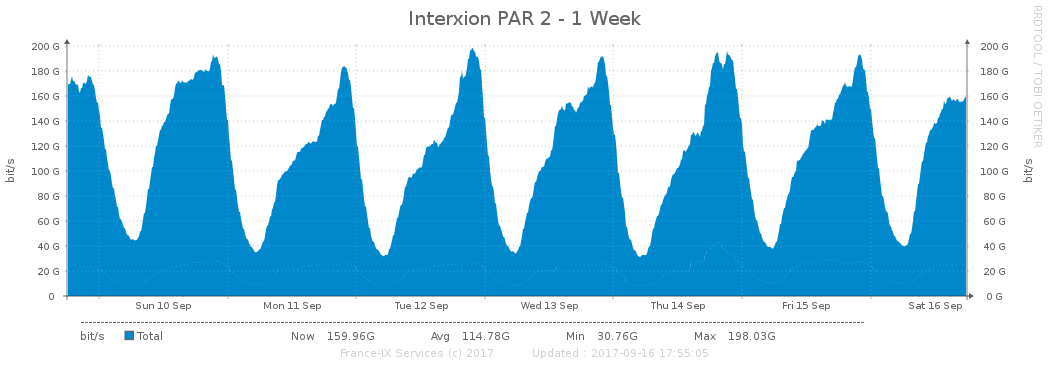 Interxion PAR 2 - 1 Week
RRDTOOL / TOBI OETIKER
200 G 200 G
180 G 180 G
160 G 160 G
140 G 140 G
120 G 120 G
100 G 100 G
80 G 80 G
60 G 60 G
40 G 40 G
20 G 20 G
0 0 G
bit/s
bit/s
Sun 10 Sep Mon 11 Sep Tue 12 Sep Wed 13 Sep Thu 14 Sep Fri 15 Sep Sat 16 Sep
bit/s Total Now 159.96G Avg 114.78G Min 30.76G Max 198.03G
France-IX Services (c) 2017 Updated : 2017-09-16 17:55:05